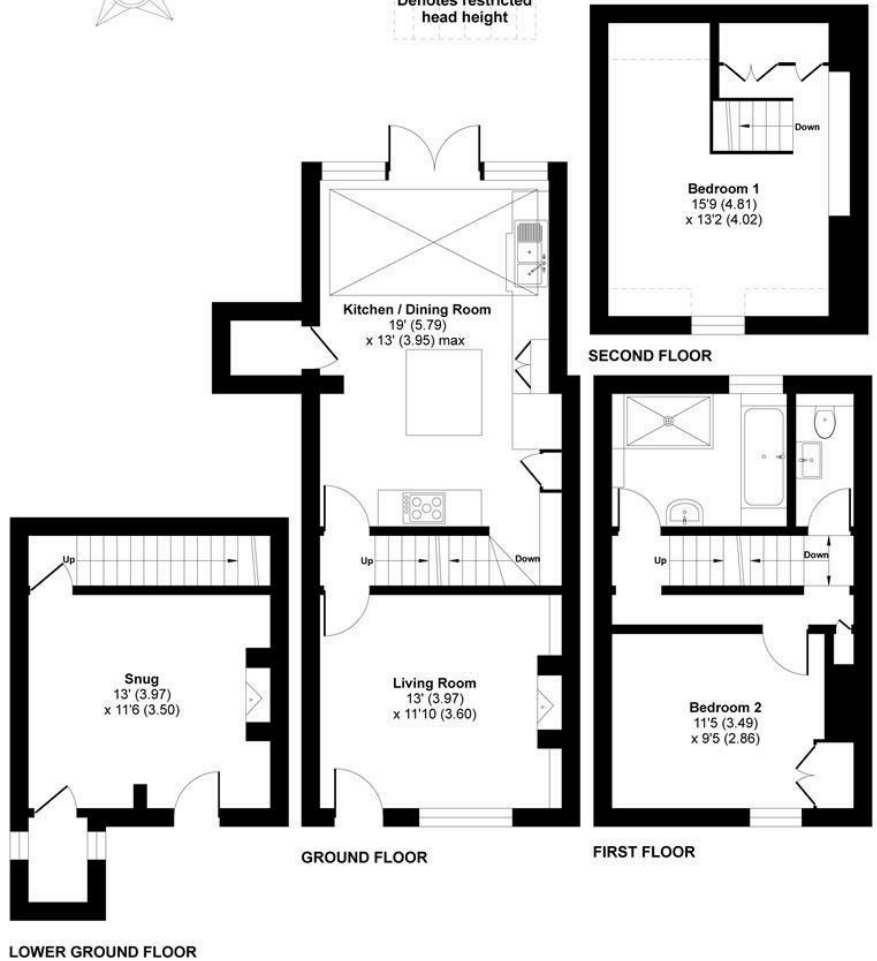 Denotes restricted
head height
Down
Bedroom 1
15'9 (4.81)
x 13'2 (4.02)
SECOND FLOOR
Kitchen / Dining Room
19' (5.79)
x 13' (3.95) max
Up
Down
Living Room
13' (3.97)
x 11'10 (3.60)
GROUND FLOOR
Up
Down
Bedroom 2
11'5 (3.49)
x 9'5 (2.86)
FIRST FLOOR
Up
Snug
13' (3.97)
x 11'6 (3.50)
LOWER GROUND FLOOR